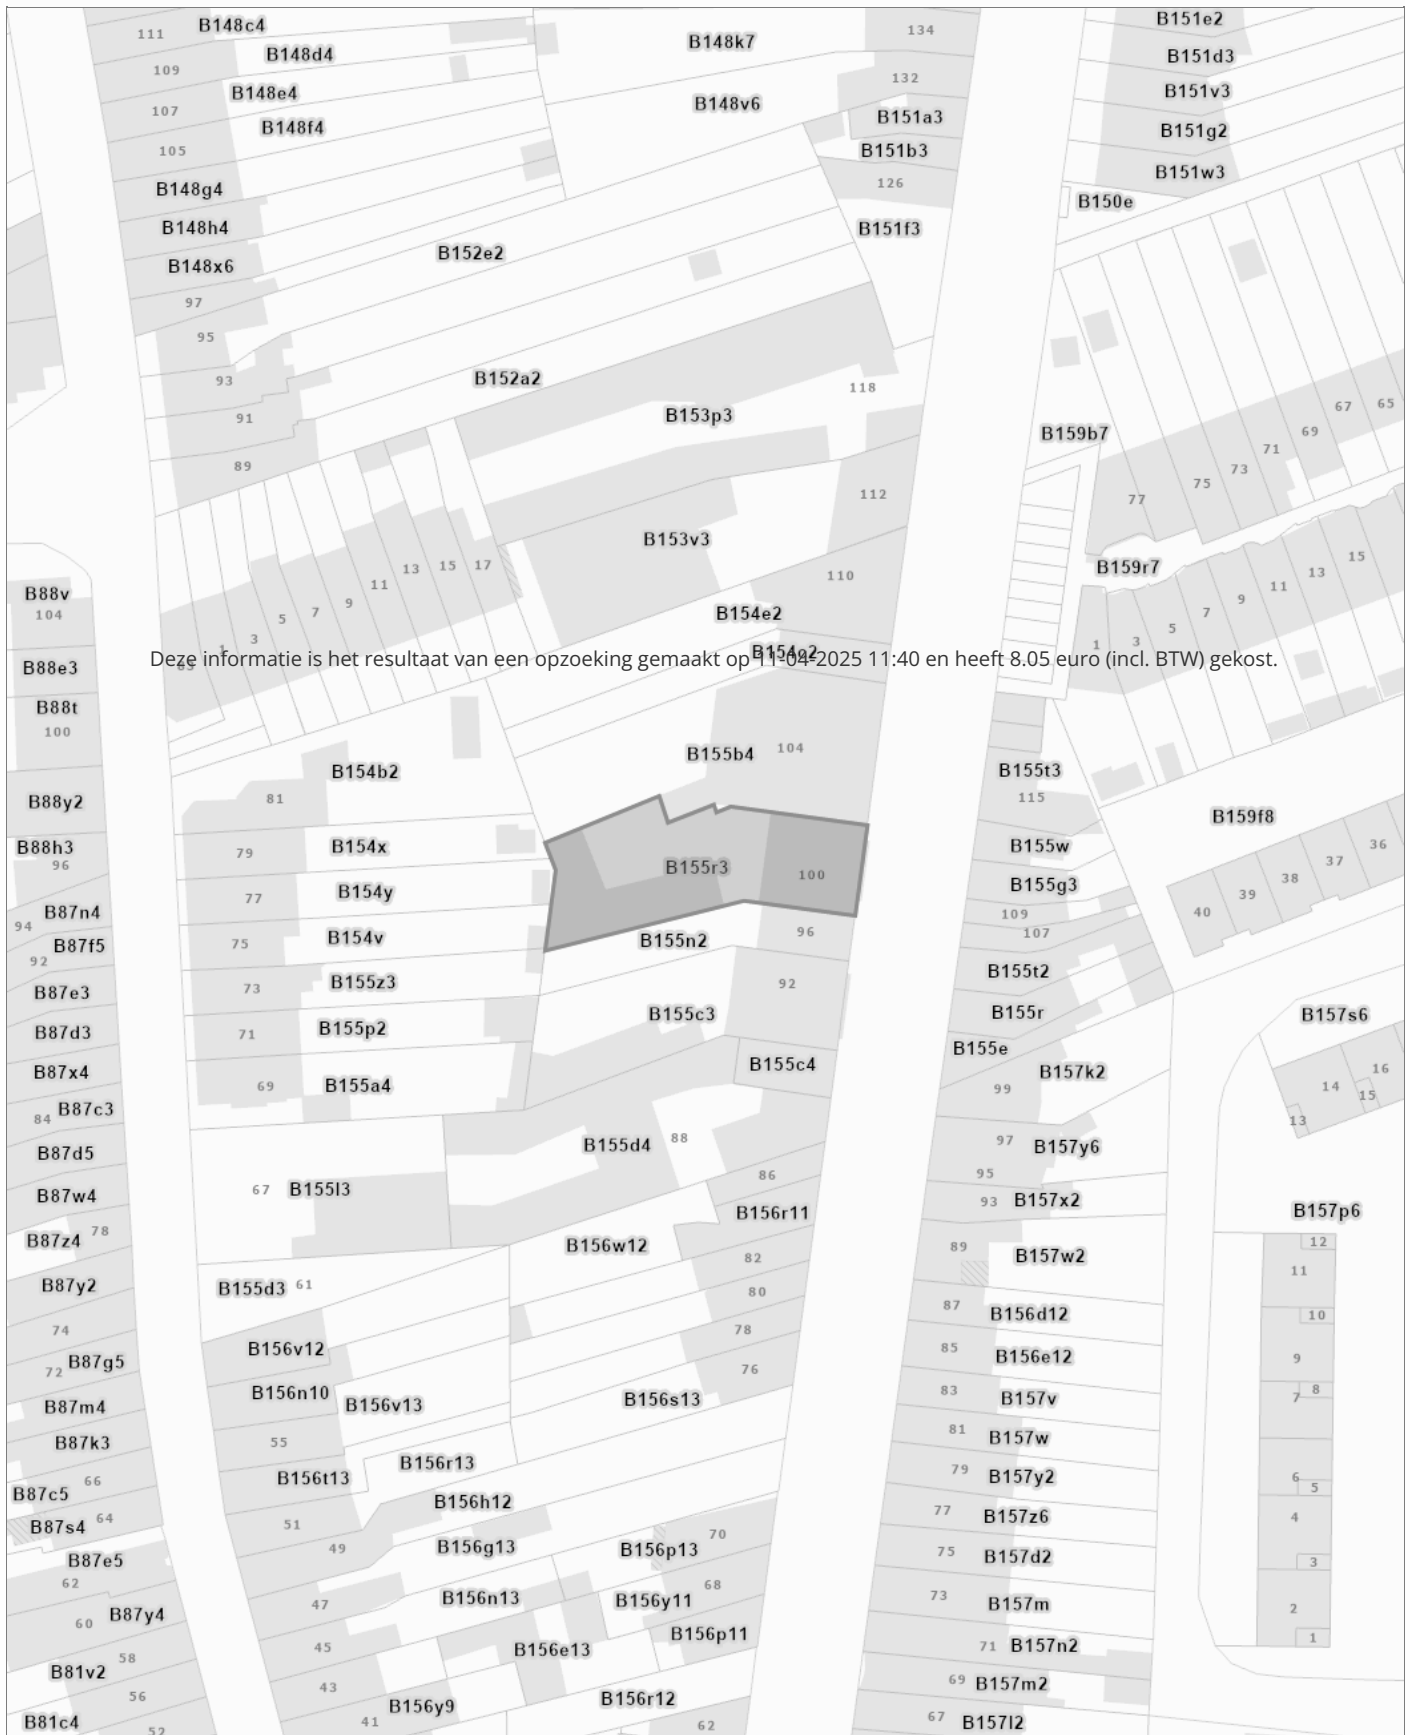 111 B148c4
B148d4
B148k7
134
B151e2
109
B151d3
132
B148e4
B151v3
107
B148v6
B148f4
B151a3
B151g2
105
B151b3
B151w3
B148g4
126
B150e
B148h4
B151f3
B152e2
B148x6
97
95
93
B152a2
118
91
B153p3
67
65
B159b7
69
71
89
73
75
77
112
B153v3
B159r7
15
13
11
9
7
5
3
1
110
17
15
13
11
9
7
5
3
1
B88v
104
B154e2
Deze informatie is het resultaat van een opzoeking gemaakt op 11-04-2025 11:40 en heeft 8.05 euro (incl. BTW) gekost.
B88e3
B88t
100
B155b4
104
B154b2
B155t3
115
81
B88y2
B159f8
B88h3
96
79
B154x
B155w
36
37
38
39
40
B155r3
100
77
B154y
B155g3
109
107
B87n4
94
75
B154v
B155n2
96
B87f5
92
B155t2
73
B155z3
92
B87e3
B155r
B155c3
B157s6
71
B155p2
B87d3
B155e
B155c4
B87x4
B157k2
16
69
B155a4
99
14
15
13
B87c3
84
B155d4
88
97
B157y6
B87d5
95
86
67
B155l3
B87w4
93
B157x2
B156r11
B157p6
78
B87z4
B156w12
89
B157w2
12
11
82
B87y2
B155d3
61
80
87
B156d12
10
74
78
B156v12
85
B156e12
9
72
B87g5
76
83
B157v
8
7
B156n10
B156v13
B156s13
B87m4
81
B157w
B87k3
55
B156r13
79
B157y2
66
B156t13
6
5
B87c5
B156h12
77
B157z6
4
64
B87s4
51
70
B156p13
49
B156g13
75
B157d2
3
B87e5
62
68
47
B156n13
B156y11
73
B157m
2
60
B87y4
B156p11
1
45
B156e13
71
B157n2
58
B81v2
43
69
B157m2
56
B156y9
B156r12
B81c4
41
62
67
B157l2
52